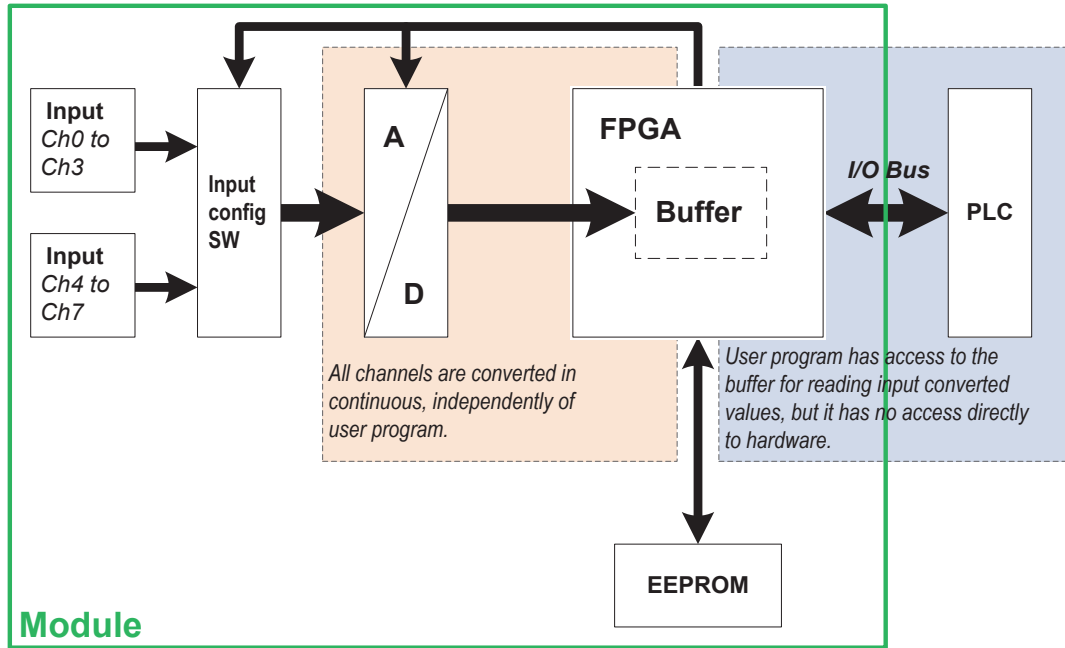 Input
Ch0 to
Ch3
Input
Ch4 to
Ch7
Input
config
SW
A
D
FPGA
Buffer
I/O Bus
PLC
All channels are converted in
continuous, independently of
user program.
User program has access to the
buffer for reading input converted
values, but it has no access directly
to hardware.
EEPROM
Module